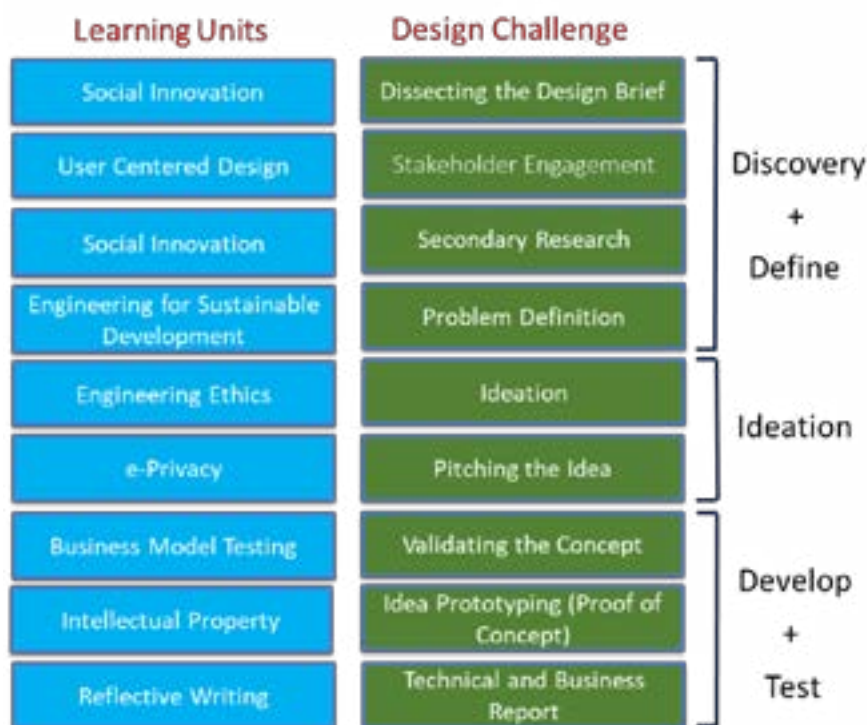 Learning Units
Design Challenge
Social Innovation
Dissecting the Design Brief
User Centered Design
Stakeholder Engagement
Social Innovation
Secondary Research
Engineering for Sustainable
Development
Problem Definition
Discovery
+
Define
Engineering Ethics
Ideation
e-Privacy
Pitching the Idea
Ideation
Business Model Testing
Validating the Concept
Intellectual Property
Idea Prototyping (Proof of
Concept)
Reflective Writing
Technical and Business
Report
Develop
+
Test